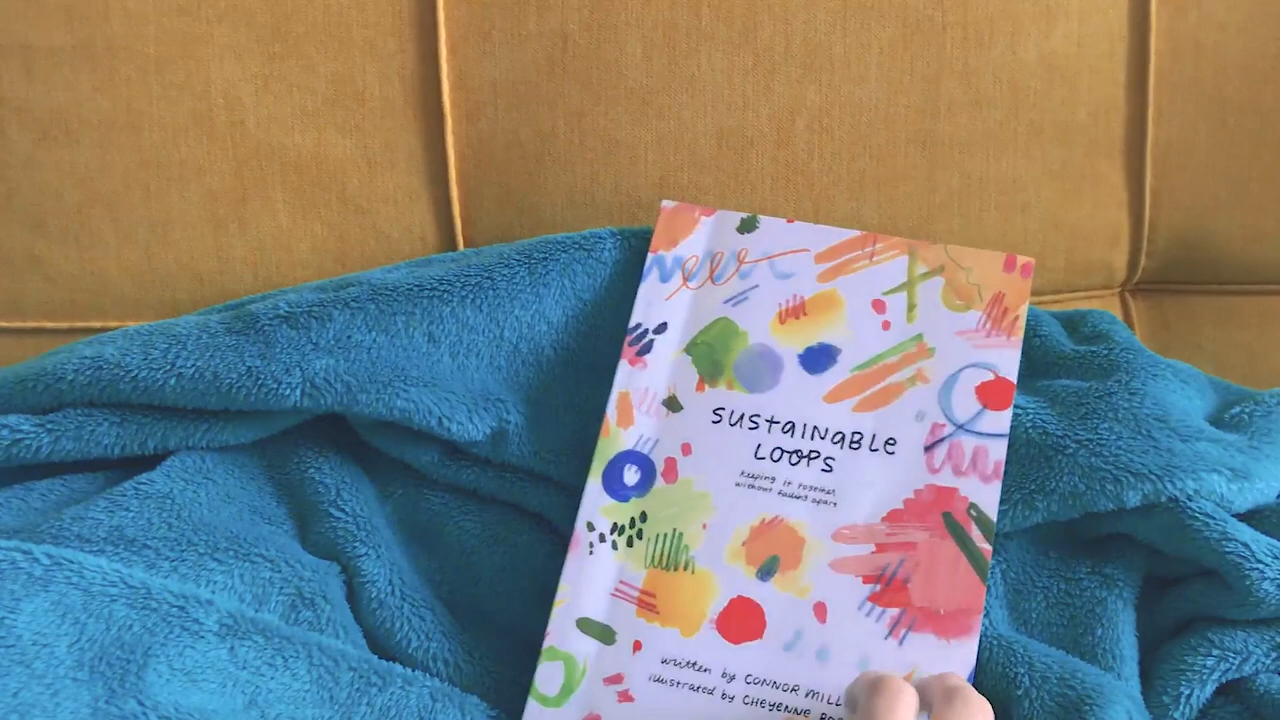 SUSTAINABLE
LOOPS
keeping it together
without falling apart
written by CONNOR
illustrated by CHEYENNE